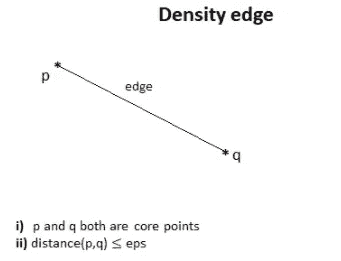 Density edge
p
edge
q
i) p and q both are core points
ii) distance(p,q) ≤ eps